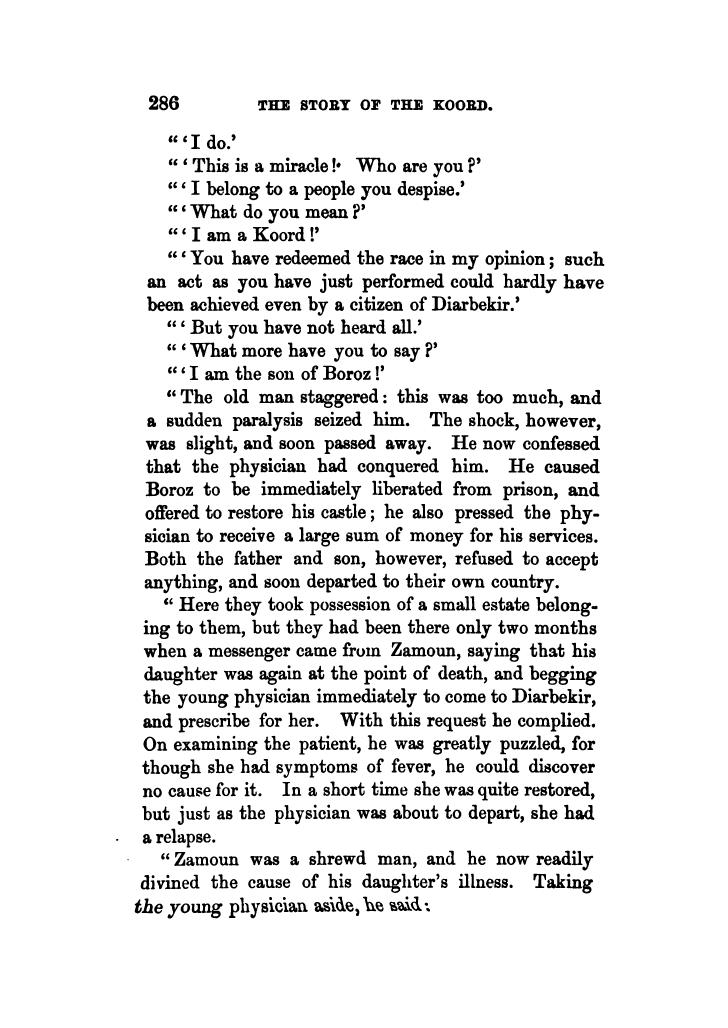 286 THE STORY OF THE KOORD.
“ ‘ I do.’
“ ‘ This is a miracle !• Who are you ?’
“ ‘ I belong to a people you despise.’
“ ‘ What do you mean ?’
“ ‘ I am a Koord !’
“ ‘ You have redeemed the race in my opinion ; such
an act as you have just performed could hardly have
been achieved even by a citizen of Diarbekir.’
“ ‘ But you have not heard all.’
“ ‘ What more have you to say ?’
“ ‘ I am the son of Boroz !’
“ The old man staggered : this was too much, and
a sudden paralysis seized him. The shock, however,
was slight, and soon passed away. He now confessed
that the physician had conquered him. He caused
Boroz to be immediately liberated from prison, and
offered to restore his castle ; he also pressed the phy-
sician to receive a large sum of money for his services.
Both the father and son, however, refused to accept
anything, and soon departed to their own country.
“ Here they took possession of a small estate belong-
ing to them, but they had been there only two months
when a messenger came from Zamoun, saying that his
daughter was again at the point of death, and begging
the young physician immediately to come to Diarbekir,
and prescribe for her. With this request he complied.
On examining the patient, he was greatly puzzled, for
though she had symptoms of fever, he could discover
no cause for it. In a short time she was quite restored,
but just as the physician was about to depart, she had
a relapse.
“ Zamoun was a shrewd man, and he now readily
divined the cause of his daughter’s illness. Taking
the young physician aside, he said :